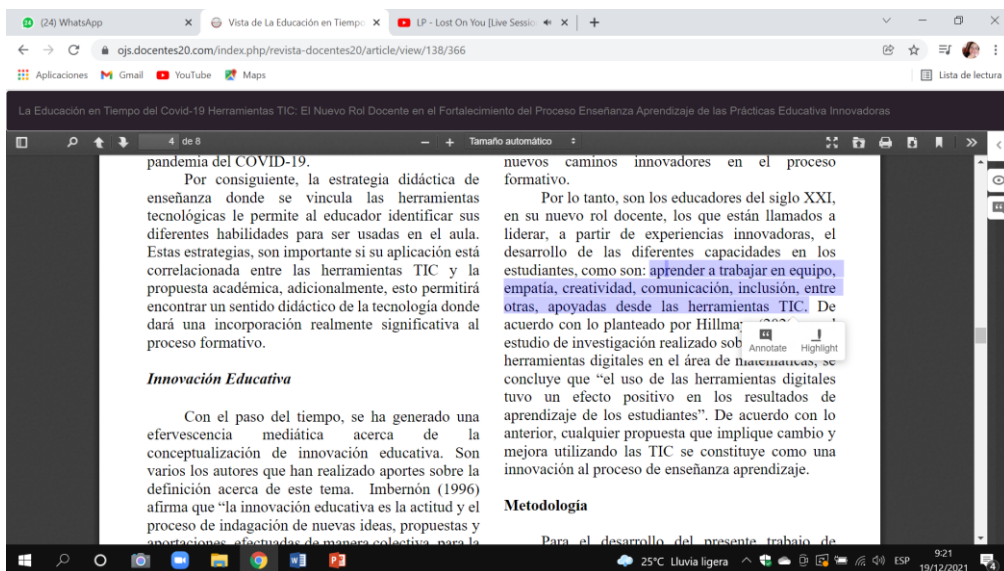 (24) WhatsApp
Vista de La Educación en Tiempo
LP - Lost On You [Live Sessio
ojs.docentes20.com/index.php/revista-docentes20/article/view/138/366
Aplicaciones
Gmail
YouTube
Maps
Lista de lectura
La Educación en Tiempo del Covid-19 Herramientas TIC: El Nuevo Rol Docente en el Fortalecimiento del Proceso Enseñanza Aprendizaje de las Prácticas Educativa Innovadoras
4 de 8
Tamaño automático
pandemia del COVID-19.
Por consiguiente, la estrategia didáctica de
enseñanza donde se vincula las herramientas
tecnológicas le permite al educador identificar sus
diferentes habilidades para ser usadas en el aula.
Estas estrategias, son importante si su aplicación está
correlacionada entre las herramientas TIC y la
propuesta académica, adicionalmente, esto permitirá
encontrar un sentido didáctico de la tecnología donde
dará una incorporación realmente significativa al
proceso formativo.
Innovación Educativa
Con el paso del tiempo, se ha generado una
efervescencia mediática acerca de la
conceptualización de innovación educativa. Son
varios los autores que han realizado aportes sobre la
definición acerca de este tema. Imbernón (1996)
afirma que “la innovación educativa es la actitud y el
proceso de indagación de nuevas ideas, propuestas y
aportaciones, efectuadas de manera colectiva, para la
nuevos caminos innovadores en el proceso
formativo.
Por lo tanto, son los educadores del siglo XXI,
en su nuevo rol docente, los que están llamados a
liderar, a partir de experiencias innovadoras, el
desarrollo de las diferentes capacidades en los
estudiantes, como son: aprender a trabajar en equipo,
empatía, creatividad, comunicación, inclusión, entre
otras, apoyadas desde las herramientas TIC. De
acuerdo con lo planteado por
estudio de investigación realizado
herramientas digitales en el área de matemáticas, se
concluye que “el uso de las herramientas digitales
tuvo un efecto positivo en los resultados de
aprendizaje de los estudiantes”. De acuerdo con lo
anterior, cualquier propuesta que implique cambio y
mejora utilizando las TIC se constituye como una
innovación al proceso de enseñanza aprendizaje.
Metodología
Para el desarrollo del presente trabajo de
Annotate
Highlight
25°C Lluvia ligera
ESP
9:21
19/12/2021